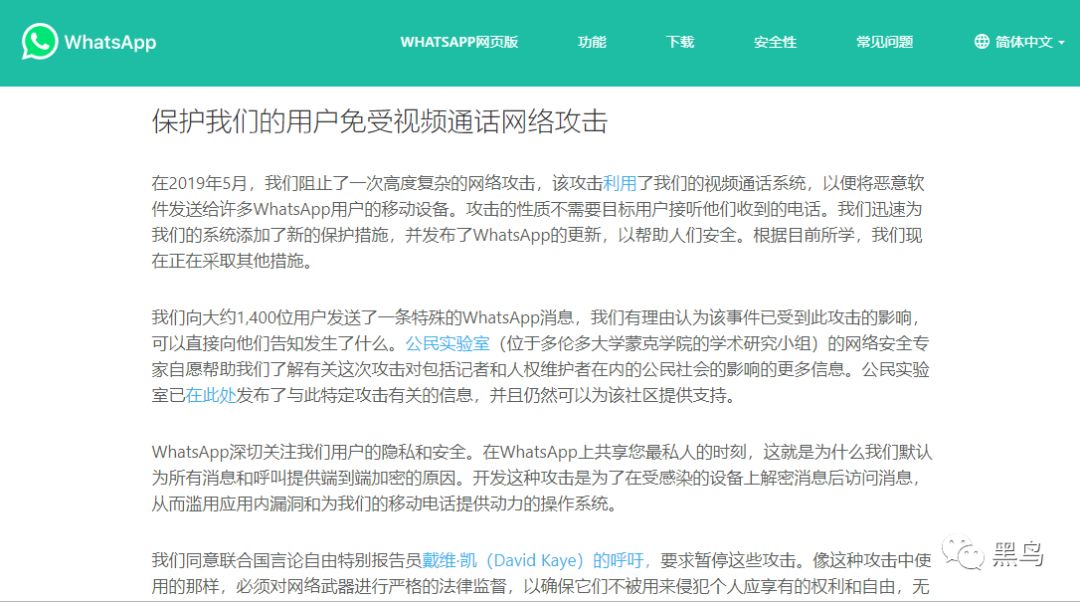 WhatsApp
WHATSAPP网页版 功能 下载 安全性 常见问题 简体中文
保护我们的用户免受视频通话网络攻击
在2019年5月，我们阻止了一次高度复杂的网络攻击，该攻击利用了我们的视频通话系统，以便将恶意软
件发送给许多WhatsApp用户的移动设备。攻击的性质不需要目标用户接听他们收到的电话。我们迅速为
我们的系统添加了新的保护措施，并发布了WhatsApp的更新，以帮助人们安全。根据目前所学，我们现
在正在采取其他措施。
我们向大约1,400位用户发送了一条特殊的WhatsApp消息，我们有理由认为该事件已受到此攻击的影响，
可以直接向他们告知发生了什么。公民实验室（位于多伦多大学蒙克学院的学术研究小组）的网络安全专
家自愿帮助我们了解有关这次攻击对包括记者和人权维护者在内的公民社会的影响的更多信息。公民实验
室已在此处发布了与此特定攻击有关的信息，并且仍然可以为该社区提供支持。
WhatsApp深切关注我们用户的隐私和安全。在WhatsApp上共享您最私人的时刻，这就是为什么我们默认
为所有消息和呼叫提供端到端加密的原因。开发这种攻击是为了在受感染的设备上解密消息后访问消息，
从而滥用应用内漏洞和为我们的移动电话提供动力的操作系统。
我们同意联合国言论自由特别报告员戴维·凯（David Kaye）的呼吁，要求暂停这些攻击。像这种攻击中使
用的那样，必须对网络武器进行严格的法律监督，以确保它们不被用来侵犯个人应享有的权利和自由，无
黑鸟